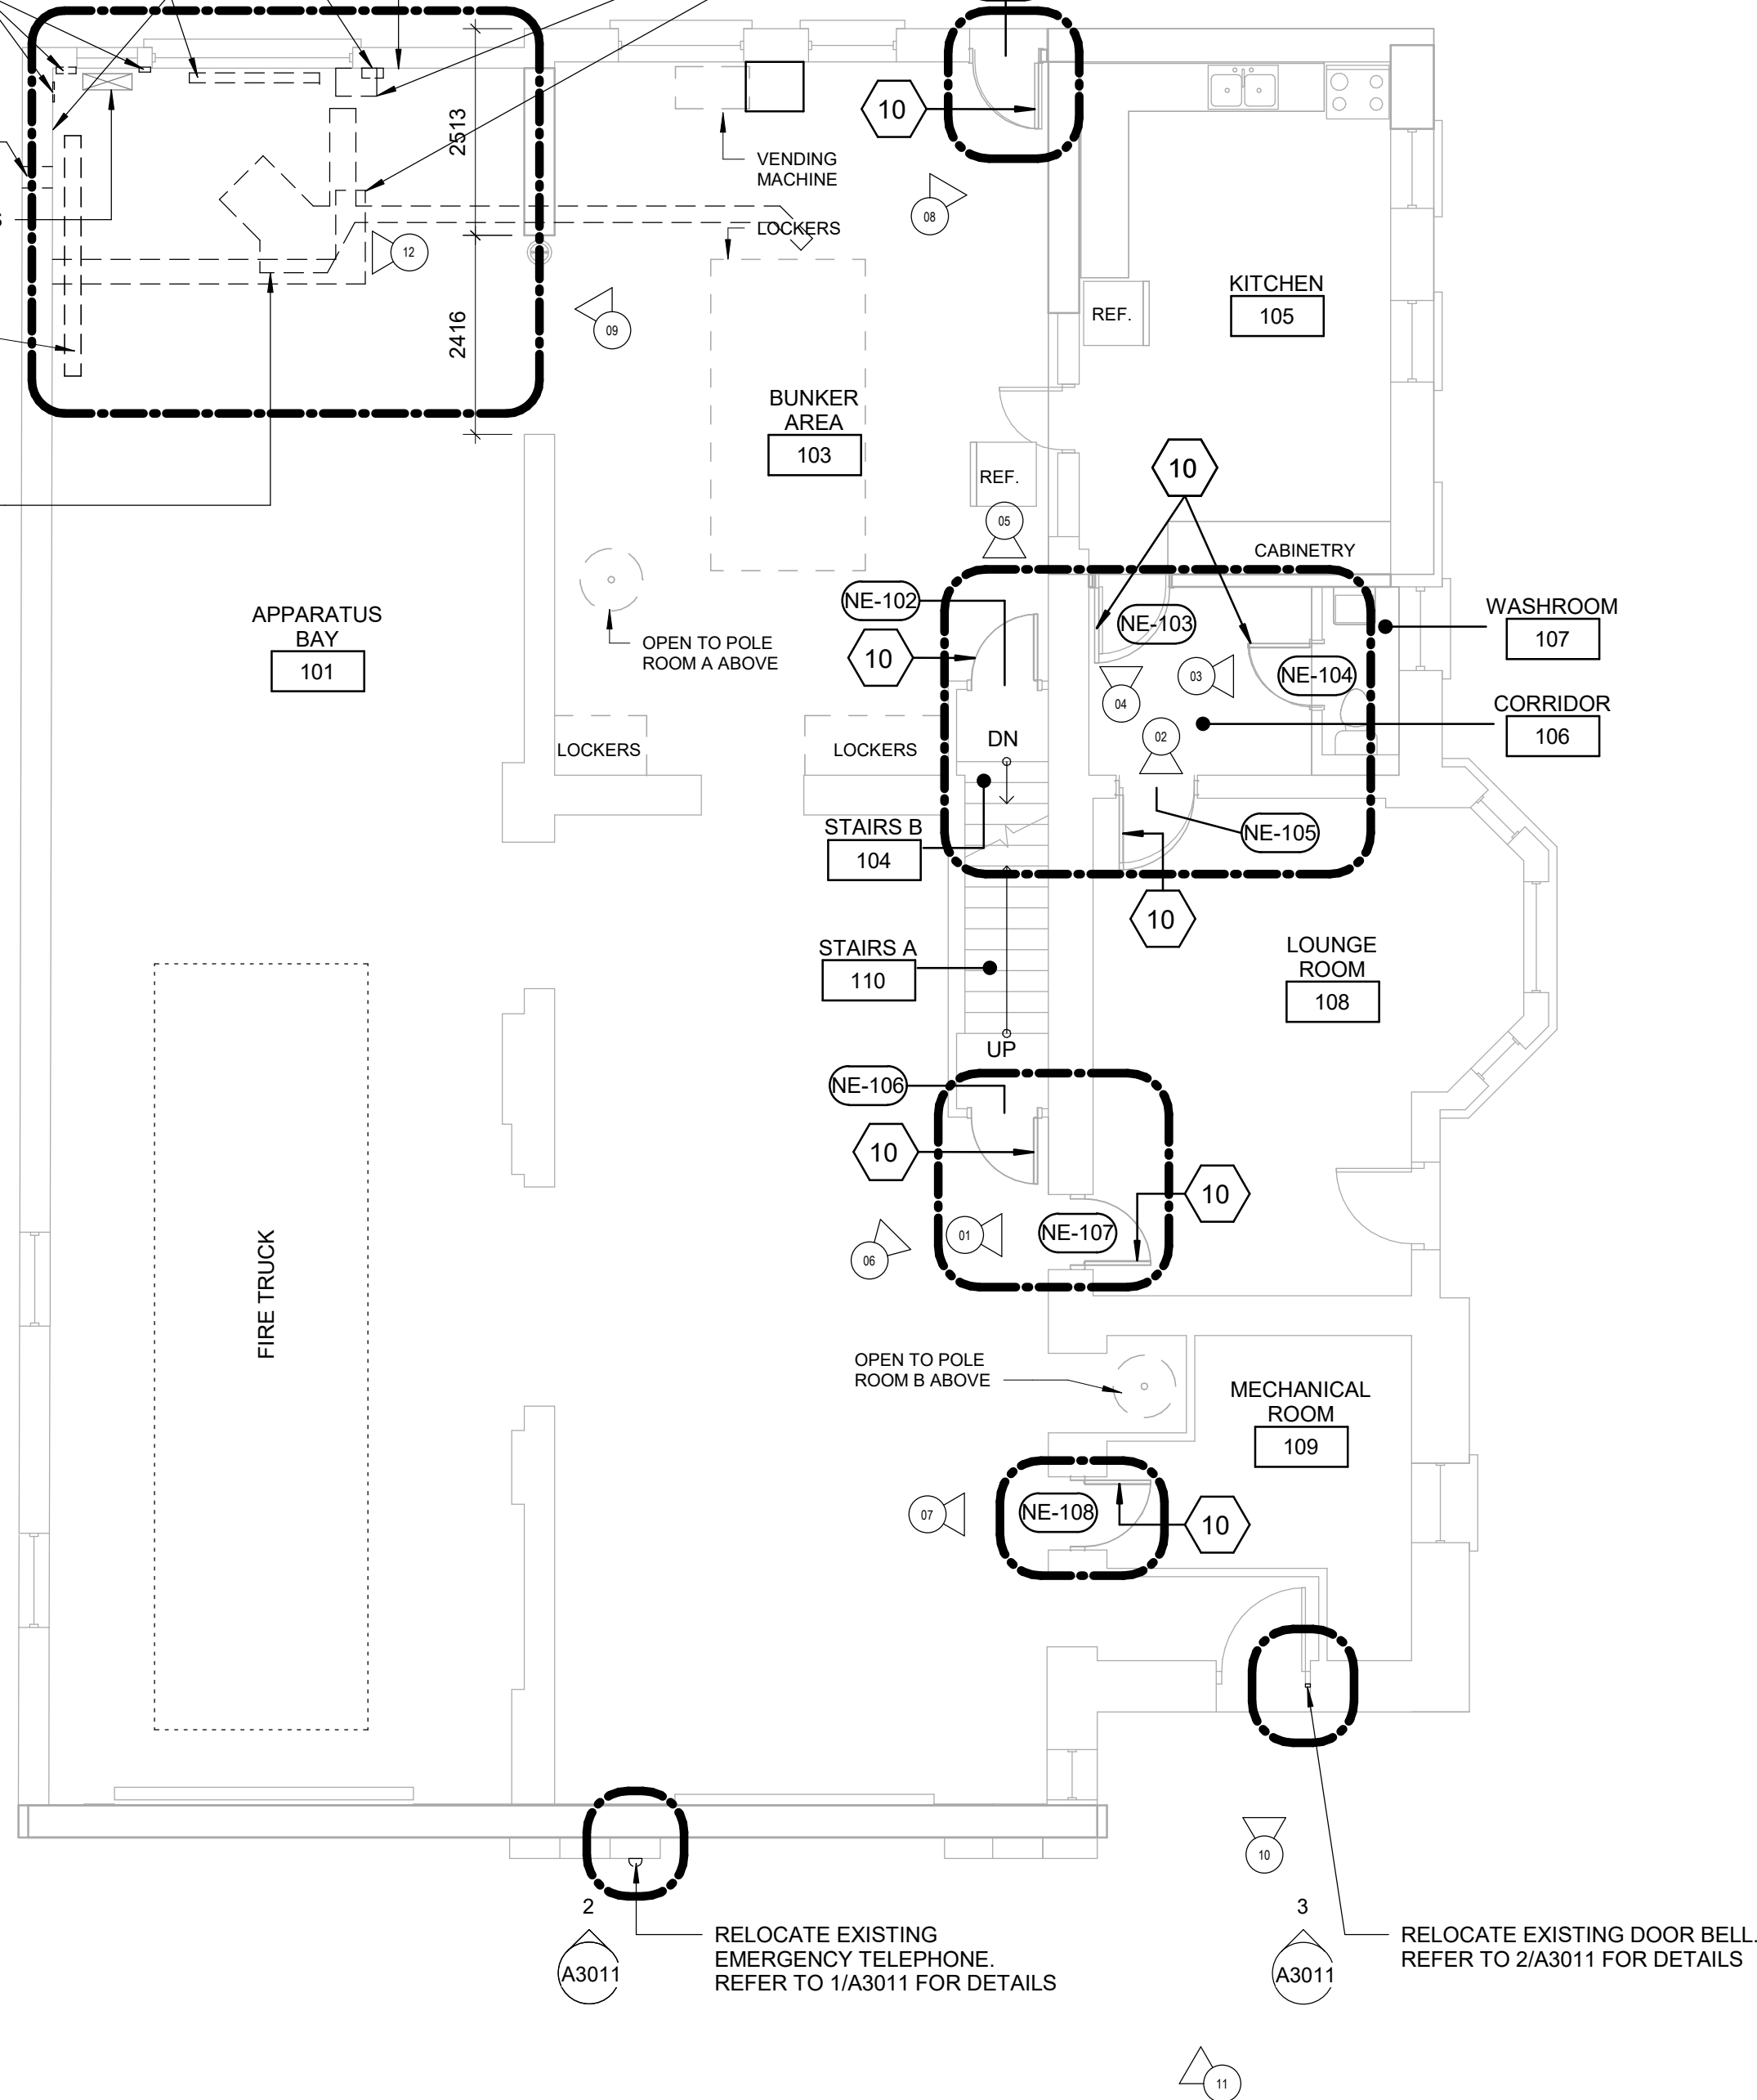 10
2513
VENDING
MACHINE
08
S
LOCKERS
12
KITCHEN
105
REF.
09
2416
BUNKER
AREA
103
10
REF.
05
CABINETRY
NE-102
WASHROOM
107
APPARATUS
BAY
101
NE-103
OPEN TO POLE
ROOM A ABOVE
10
03
NE-104
04
CORRIDOR
106
02
DN
LOCKERS
LOCKERS
STAIRS B
104
NE-105
10
STAIRS A
110
LOUNGE
ROOM
108
UP
NE-106
10
10
NE-107
01
06
FIRE TRUCK
OPEN TO POLE
ROOM B ABOVE
MECHANICAL
ROOM
109
07
NE-108
10
10
2
A3011
RELOCATE EXISTING
EMERGENCY TELEPHONE.
REFER TO 1/A3011 FOR DETAILS
3
A3011
RELOCATE EXISTING DOOR BELL.
REFER TO 2/A3011 FOR DETAILS
11